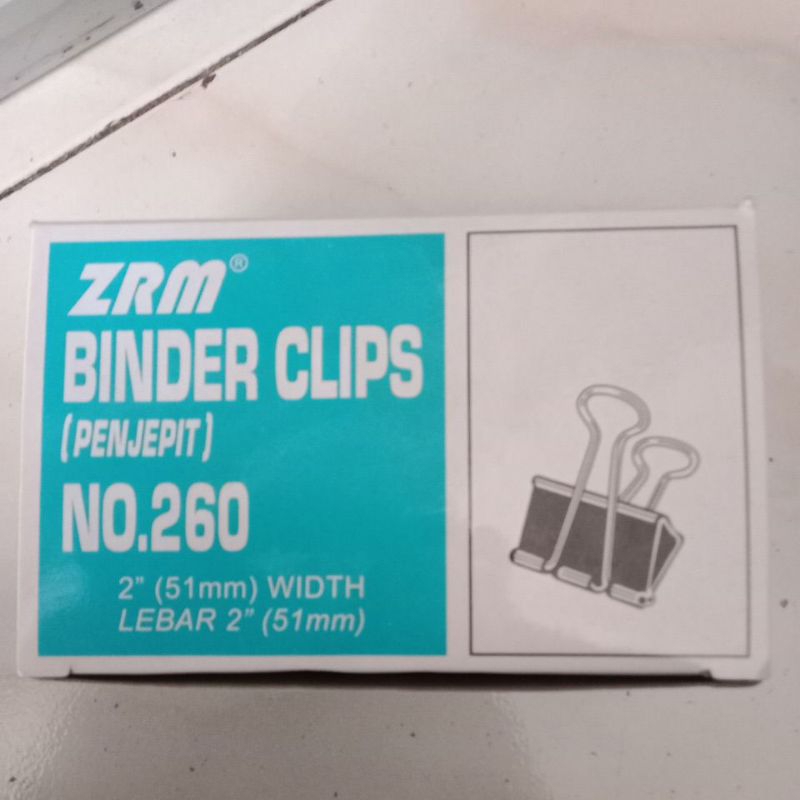 ZRM®
BINDER CLIPS
(PENJEPIT)
NO.260
2" (51mm) WIDTH
LEBAR 2" (51mm)